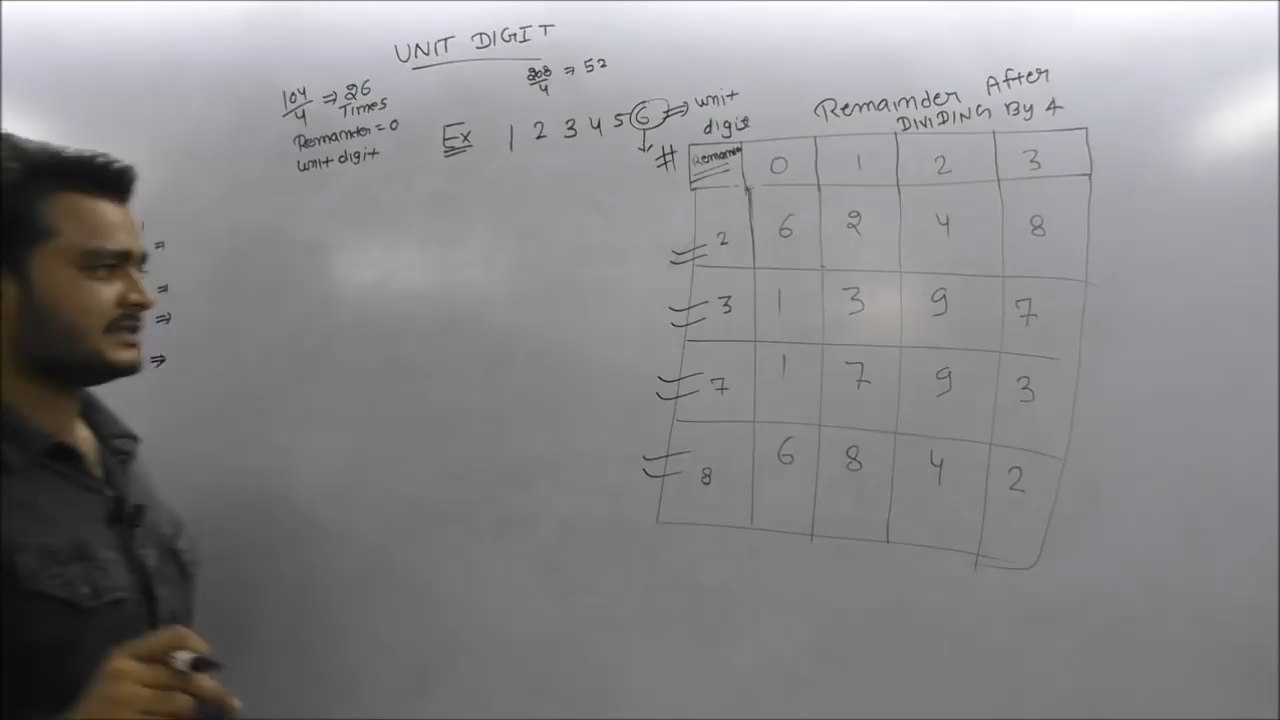 UNIT DIGIT
104/4 ⇒ 26 Times
Remainter = 0
unit digit
208/4 ⇒ 52
Ex 1 2 3 4 5 6 ⇒ unit digit
Remainder After
DIVIDING By 4
# 0 1 2 3
2 6 2 4 8
3 1 3 9 7
7 1 7 9 3
8 6 8 4 2
=
=
⇒
⇒